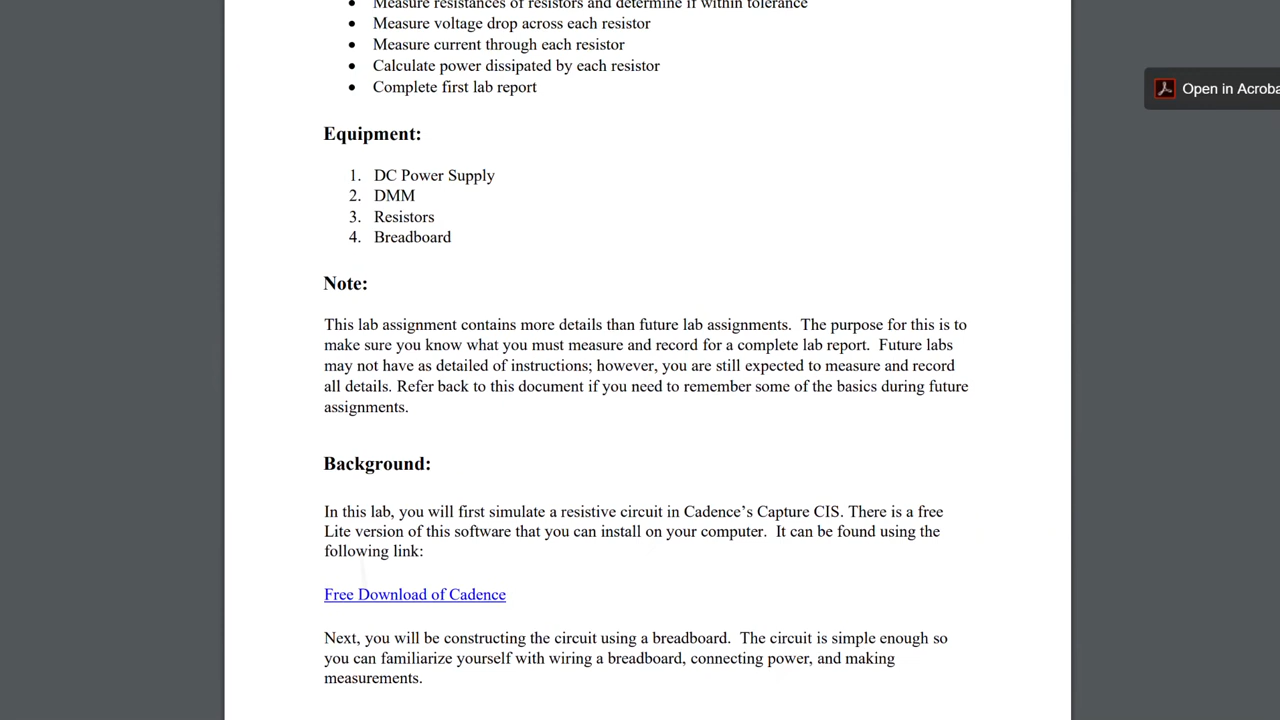 Measure resistances of resistors and determine if within tolerance
• Measure voltage drop across each resistor
• Measure current through each resistor
• Calculate power dissipated by each resistor
• Complete first lab report
Open in Acroba
Equipment:
1. DC Power Supply
2. DMM
3. Resistors
4. Breadboard
Note:
This lab assignment contains more details than future lab assignments.  The purpose for this is to
make sure you know what you must measure and record for a complete lab report.  Future labs
may not have as detailed of instructions; however, you are still expected to measure and record
all details. Refer back to this document if you need to remember some of the basics during future
assignments.
Background:
In this lab, you will first simulate a resistive circuit in Cadence’s Capture CIS. There is a free
Lite version of this software that you can install on your computer.  It can be found using the
following link:
Free Download of Cadence
Next, you will be constructing the circuit using a breadboard.  The circuit is simple enough so
you can familiarize yourself with wiring a breadboard, connecting power, and making
measurements.